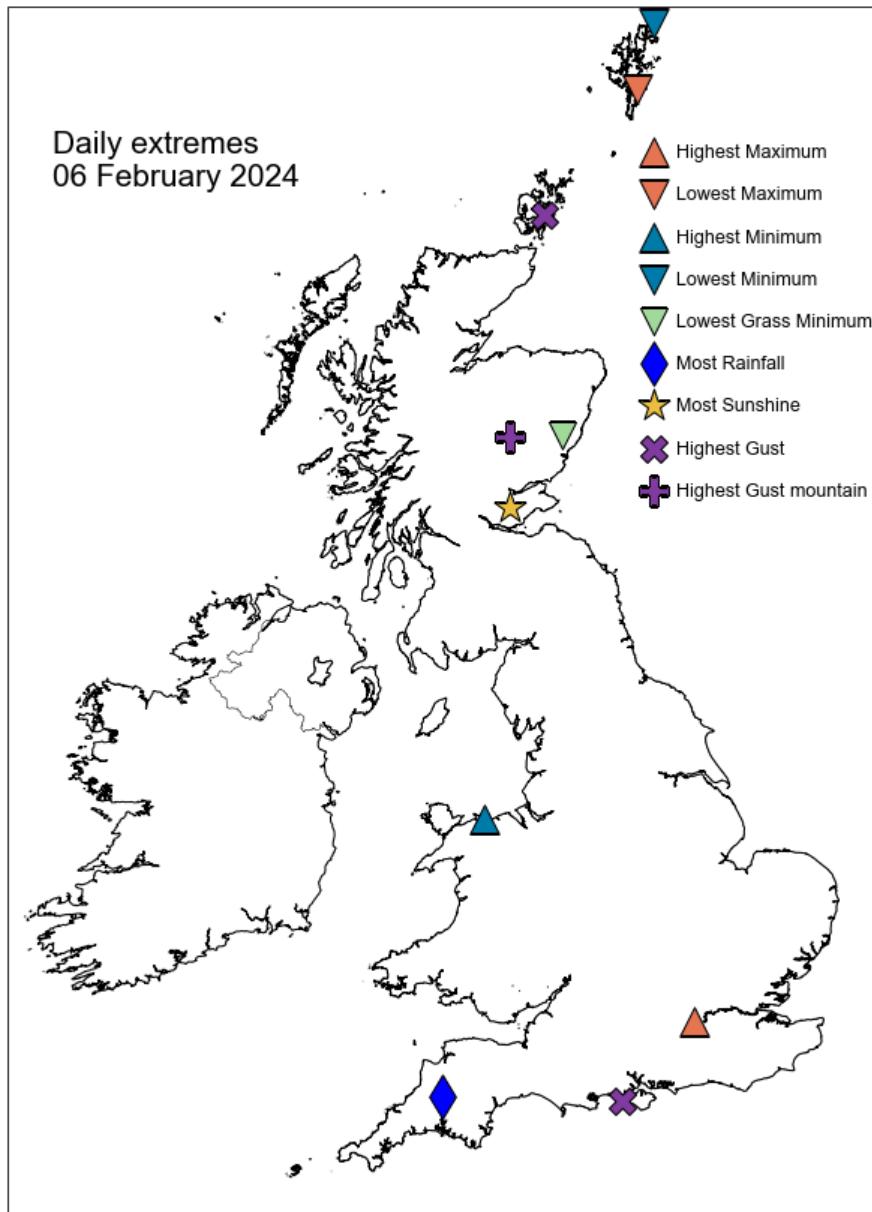 Daily extremes
06 February 2024
Highest Maximum
Lowest Maximum
Highest Minimum
Lowest Minimum
Lowest Grass Minimum
Most Rainfall
Most Sunshine
Highest Gust
Highest Gust mountain